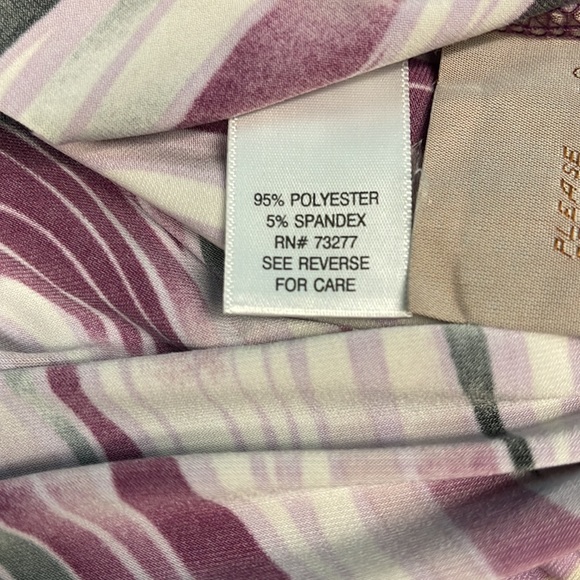 95% POLYESTER
5% SPANDEX
RN# 73277
SEE REVERSE
FOR CARE
PLEASE